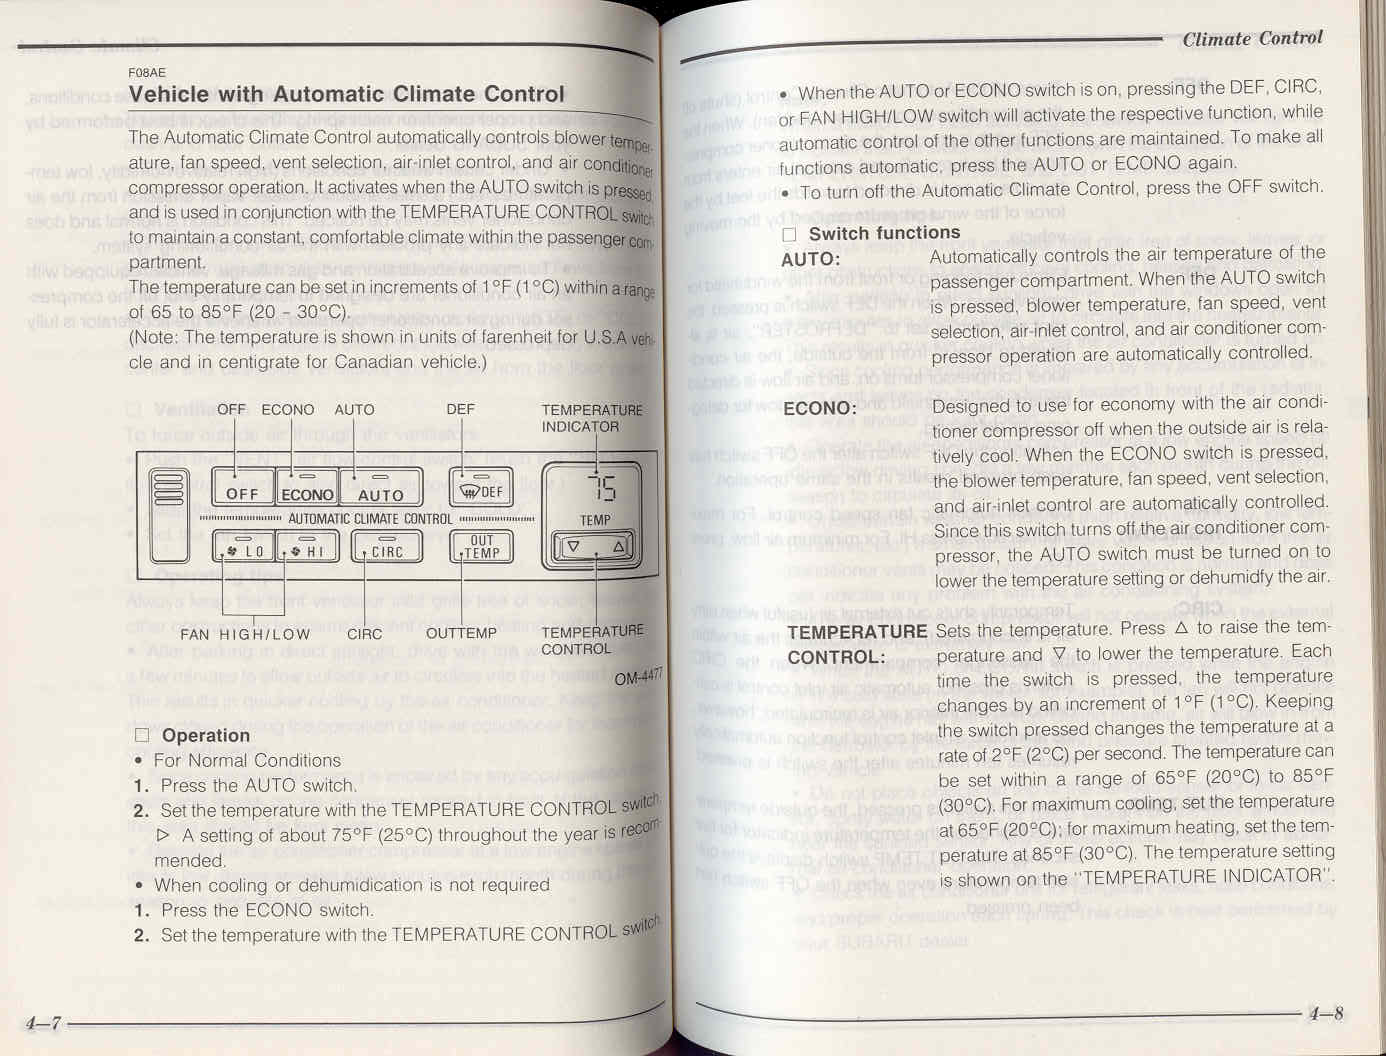 F08AE
Vehicle with Automatic Climate Control
The Automatic Climate Control automatically controls blower temper-
ature, fan speed, vent selection, air-inlet control, and air conditioner
compressor operation. It activates when the AUTO switch is pressed,
and is used in conjunction with the TEMPERATURE CONTROL switch
to maintain a constant, comfortable climate within the passenger com-
partment.
The temperature can be set in increments of 1°F (1°C) within a range
of 65 to 85°F (20 - 30°C).
(Note: The temperature is shown in units of farenheit for U.S.A vehi-
cle and in centigrate for Canadian vehicle.)
OFF ECONO AUTO DEF TEMPERATURE
INDICATOR
OFF ECONO AUTO DEF 75
AUTOMATIC CLIMATE CONTROL TEMP
LO HI CIRC OUT
TEMP ▽ △
FAN HIGH/LOW CIRC OUTTEMP TEMPERATURE
CONTROL
OM-4477
□ Operation
• For Normal Conditions
1. Press the AUTO switch.
2. Set the temperature with the TEMPERATURE CONTROL switch.
▷ A setting of about 75°F (25°C) throughout the year is recom-
mended.
• When cooling or dehumidication is not required
1. Press the ECONO switch.
2. Set the temperature with the TEMPERATURE CONTROL switch.
4—7
Climate Control
• When the AUTO or ECONO switch is on, pressing the DEF, CIRC,
or FAN HIGH/LOW switch will activate the respective function, while
automatic control of the other functions are maintained. To make all
functions automatic, press the AUTO or ECONO again.
• To turn off the Automatic Climate Control, press the OFF switch.
□ Switch functions
AUTO: Automatically controls the air temperature of the
passenger compartment. When the AUTO switch
is pressed, blower temperature, fan speed, vent
selection, air-inlet control, and air conditioner com-
pressor operation are automatically controlled.
ECONO: Designed to use for economy with the air condi-
tioner compressor off when the outside air is rela-
tively cool. When the ECONO switch is pressed,
the blower temperature, fan speed, vent selection,
and air-inlet control are automatically controlled.
Since this switch turns off the air conditioner com-
pressor, the AUTO switch must be turned on to
lower the temperature setting or dehumidfy the air.
TEMPERATURE Sets the temperature. Press △ to raise the tem-
CONTROL: perature and ▽ to lower the temperature. Each
time the switch is pressed, the temperature
changes by an increment of 1°F (1°C). Keeping
the switch pressed changes the temperature at a
rate of 2°F (2°C) per second. The temperature can
be set within a range of 65°F (20°C) to 85°F
(30°C). For maximum cooling, set the temperature
at 65°F (20°C); for maximum heating, set the tem-
perature at 85°F (30°C). The temperature setting
is shown on the "TEMPERATURE INDICATOR".
4—8